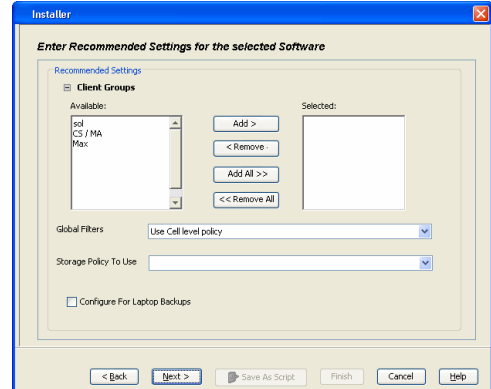 Installer
Enter Recommended Settings for the selected Software
Recommended Settings
Client Groups
Available:
Selected:
sol
CS / MA
Max
Add >
< Remove
Add All >>
<< Remove All
Global Filters
Use Cell level policy
Storage Policy To Use
Configure For Laptop Backups
< Back
Next >
Save As Script
Finish
Cancel
Help